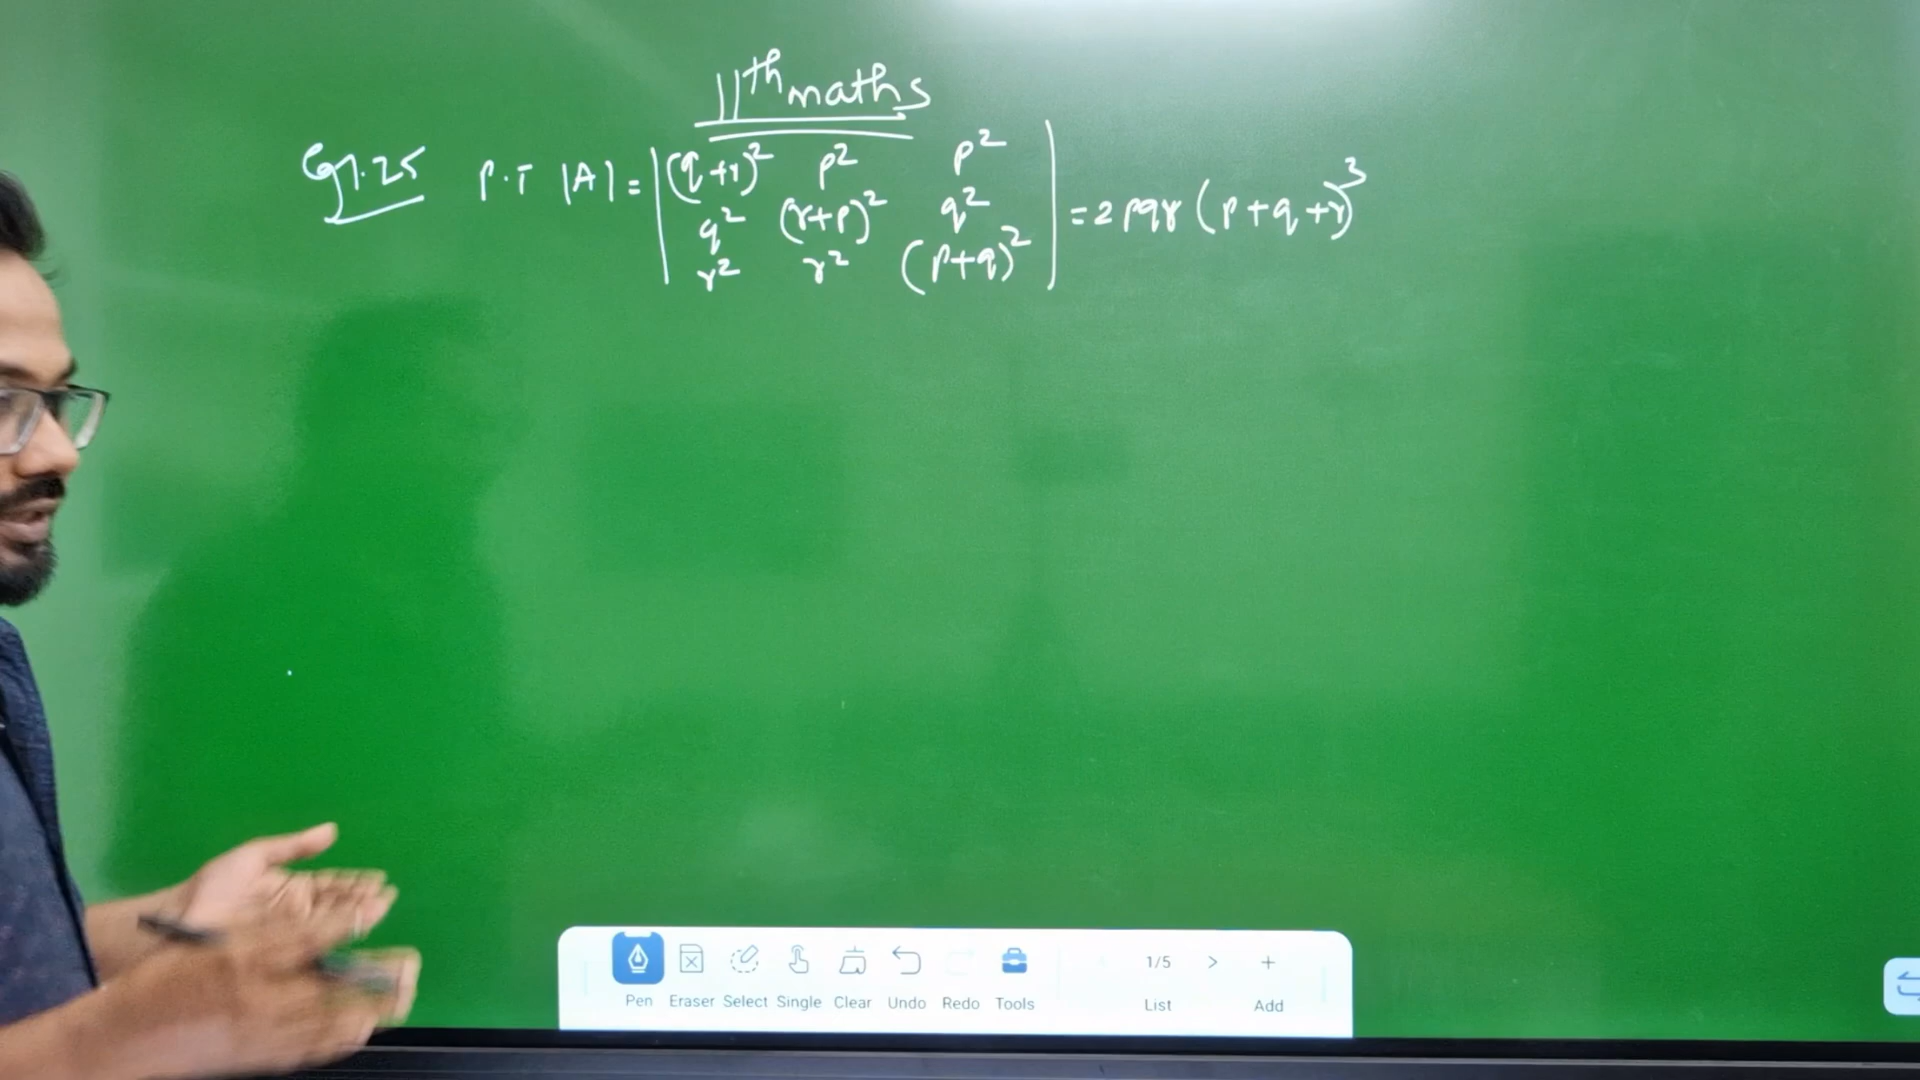 11th maths
Eg 7.25 P.T |A| = | (q+r)² p² p² |
q² (r+p)² q² = 2pqr (p+q+r)³
r² r² (p+q)²
1/5 > +
Pen Eraser Select Single Clear Undo Redo Tools List Add